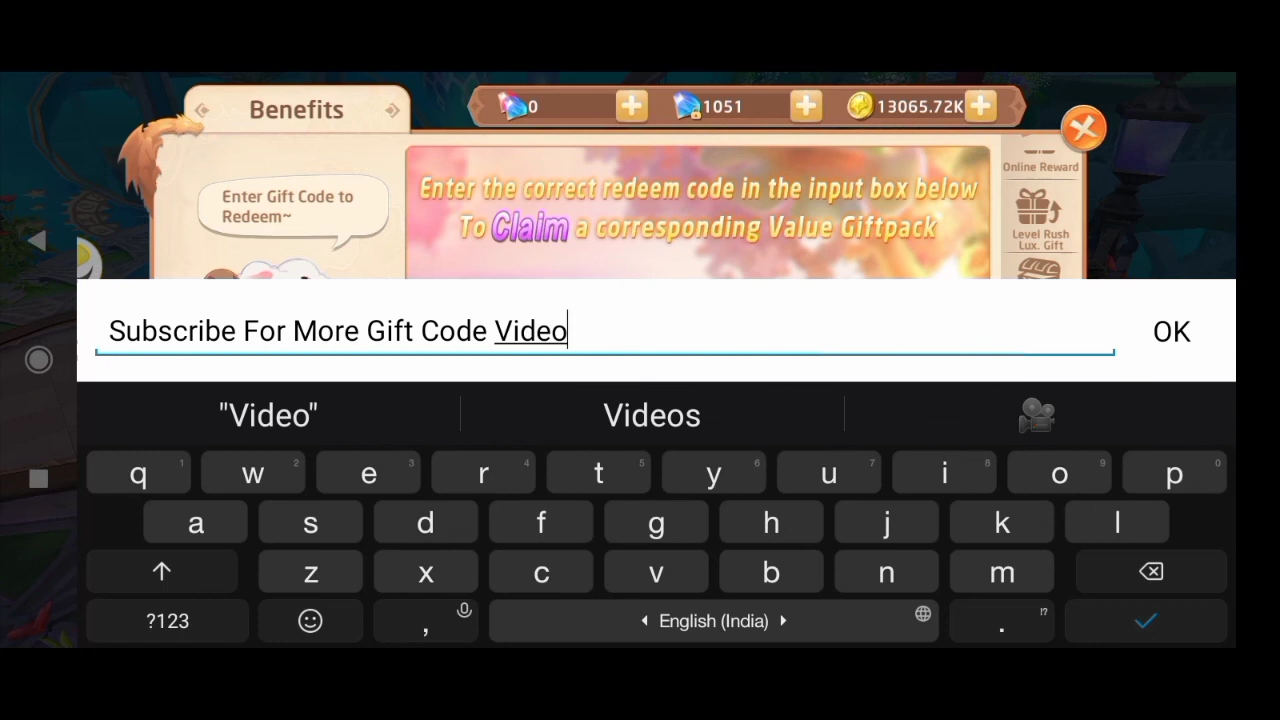 Benefits
0
1051
13065.72K
Online Reward
Enter Gift Code to
Redeem~
Enter the correct redeem code in the input box below
To Claim a corresponding Value Giftpack
Level Rush
Lux. Gift
Subscribe For More Gift Code Video
OK
"Video"
Videos
q 1 w 2 e 3 r 4 t 5 y 6 u 7 i 8 o 9 p 0
a s d f g h j k l
z x c v b n m
?123 , English (India) . !?